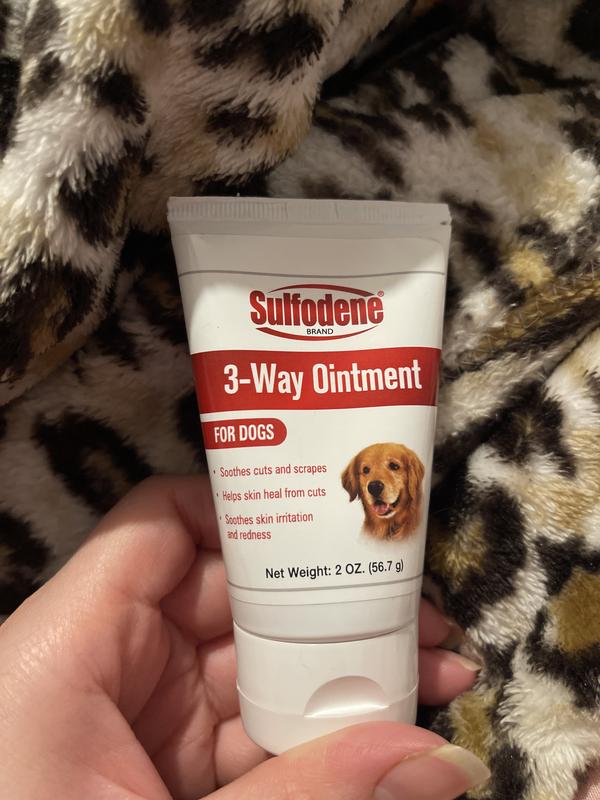 Sulfodene®
BRAND
3-Way Ointment
FOR DOGS
• Soothes cuts and scrapes
• Helps skin heal from cuts
• Soothes skin irritation
and redness
Net Weight: 2 OZ. (56.7 g)